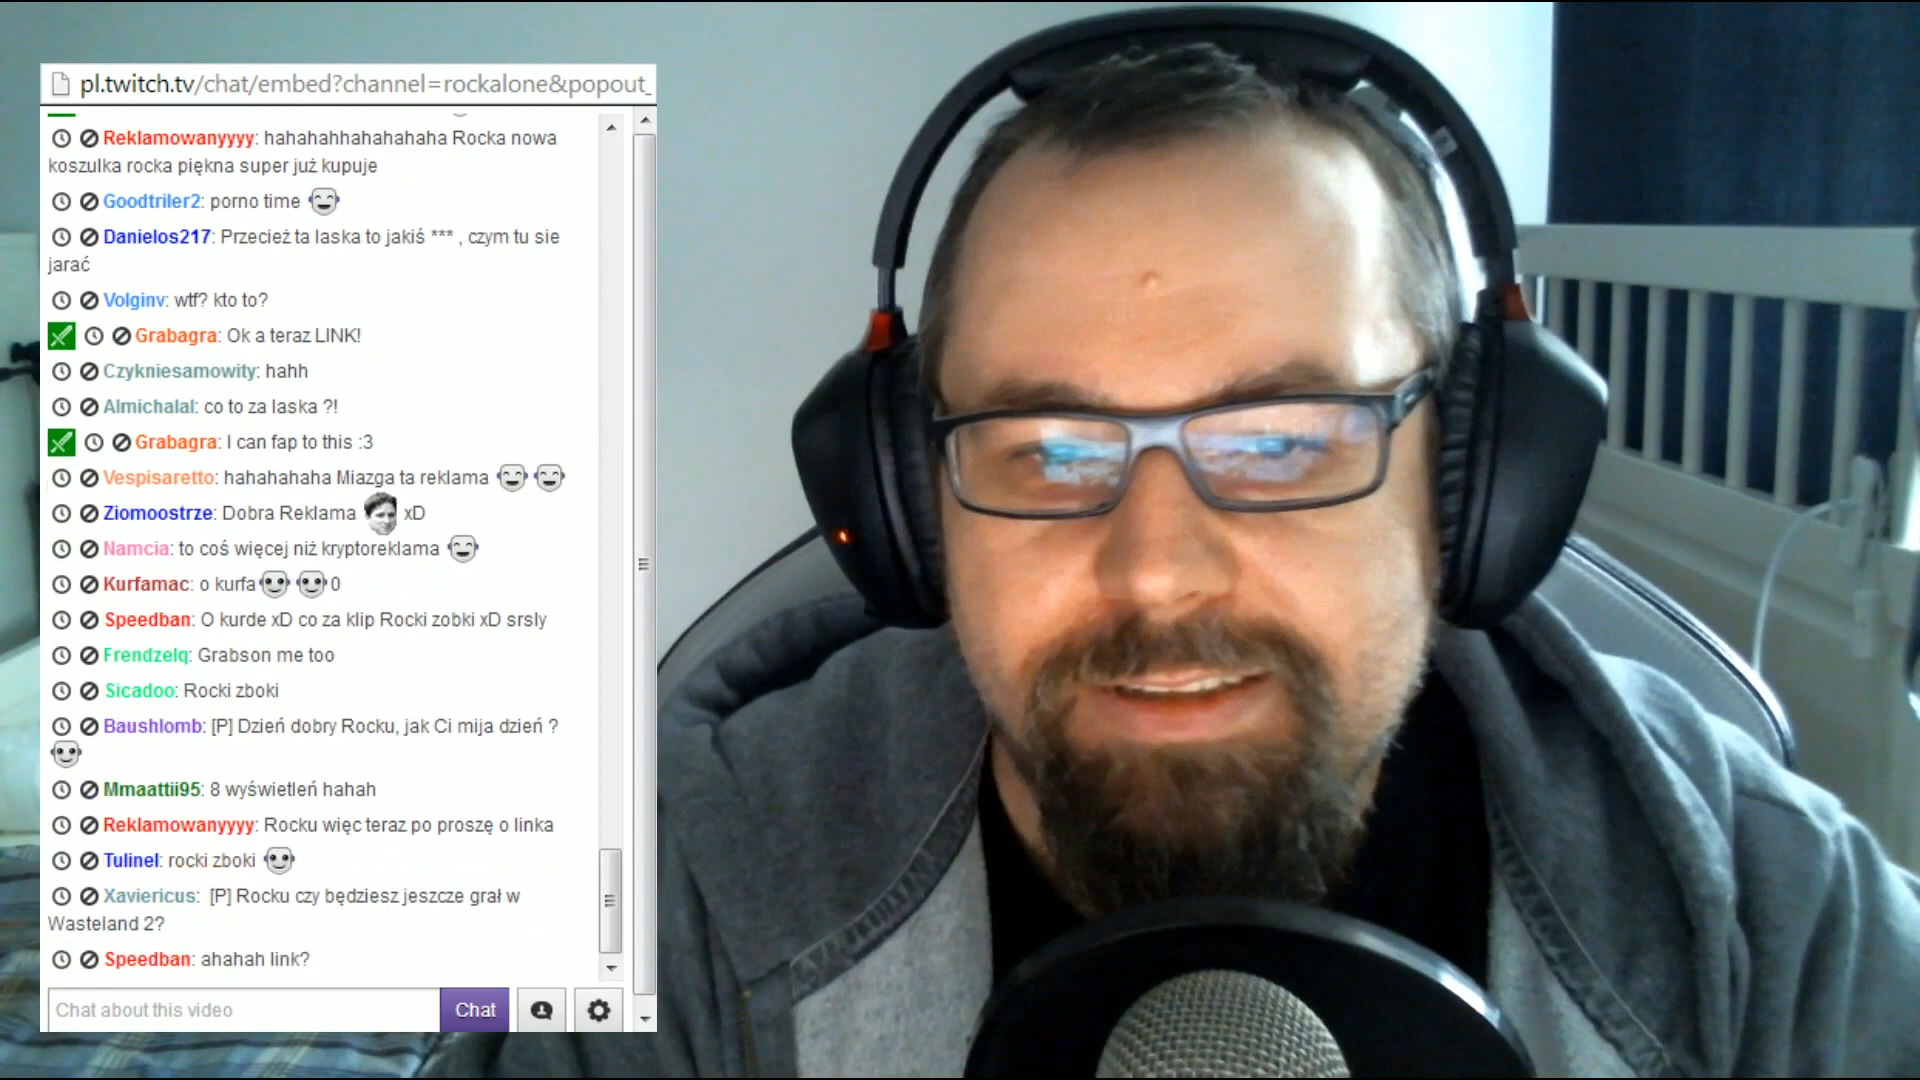 pl.twitch.tv/chat/embed?channel=rockalone&popout_
Reklamowanyyyy: hahahahhahahahaha Rocka nowa
koszulka rocka piękna super już kupuje
Goodtriler2: porno time
Danielos217: Przecież ta laska to jakiś *** , czym tu sie
jarać
Volginv: wtf? kto to?
Grabagra: Ok a teraz LINK!
Czykniesamowity: hahh
Almichalal: co to za laska ?!
Grabagra: I can fap to this :3
Vespisaretto: hahahahaha Miazga ta reklama
Ziomoostrze: Dobra Reklama xD
Namcia: to coś więcej niż kryptoreklama
Kurfamac: o kurfa 0
Speedban: O kurde xD co za klip Rocki zobki xD srsly
Frendzelq: Grabson me too
Sicadoo: Rocki zboki
Baushlomb: [P] Dzień dobry Rocku, jak Ci mija dzień ?
Mmaattii95: 8 wyświetleń hahah
Reklamowanyyyy: Rocku więc teraz po proszę o linka
Tulinel: rocki zboki
Xaviericus: [P] Rocku czy będziesz jeszcze grał w
Wasteland 2?
Speedban: ahahah link?
Chat about this video
Chat